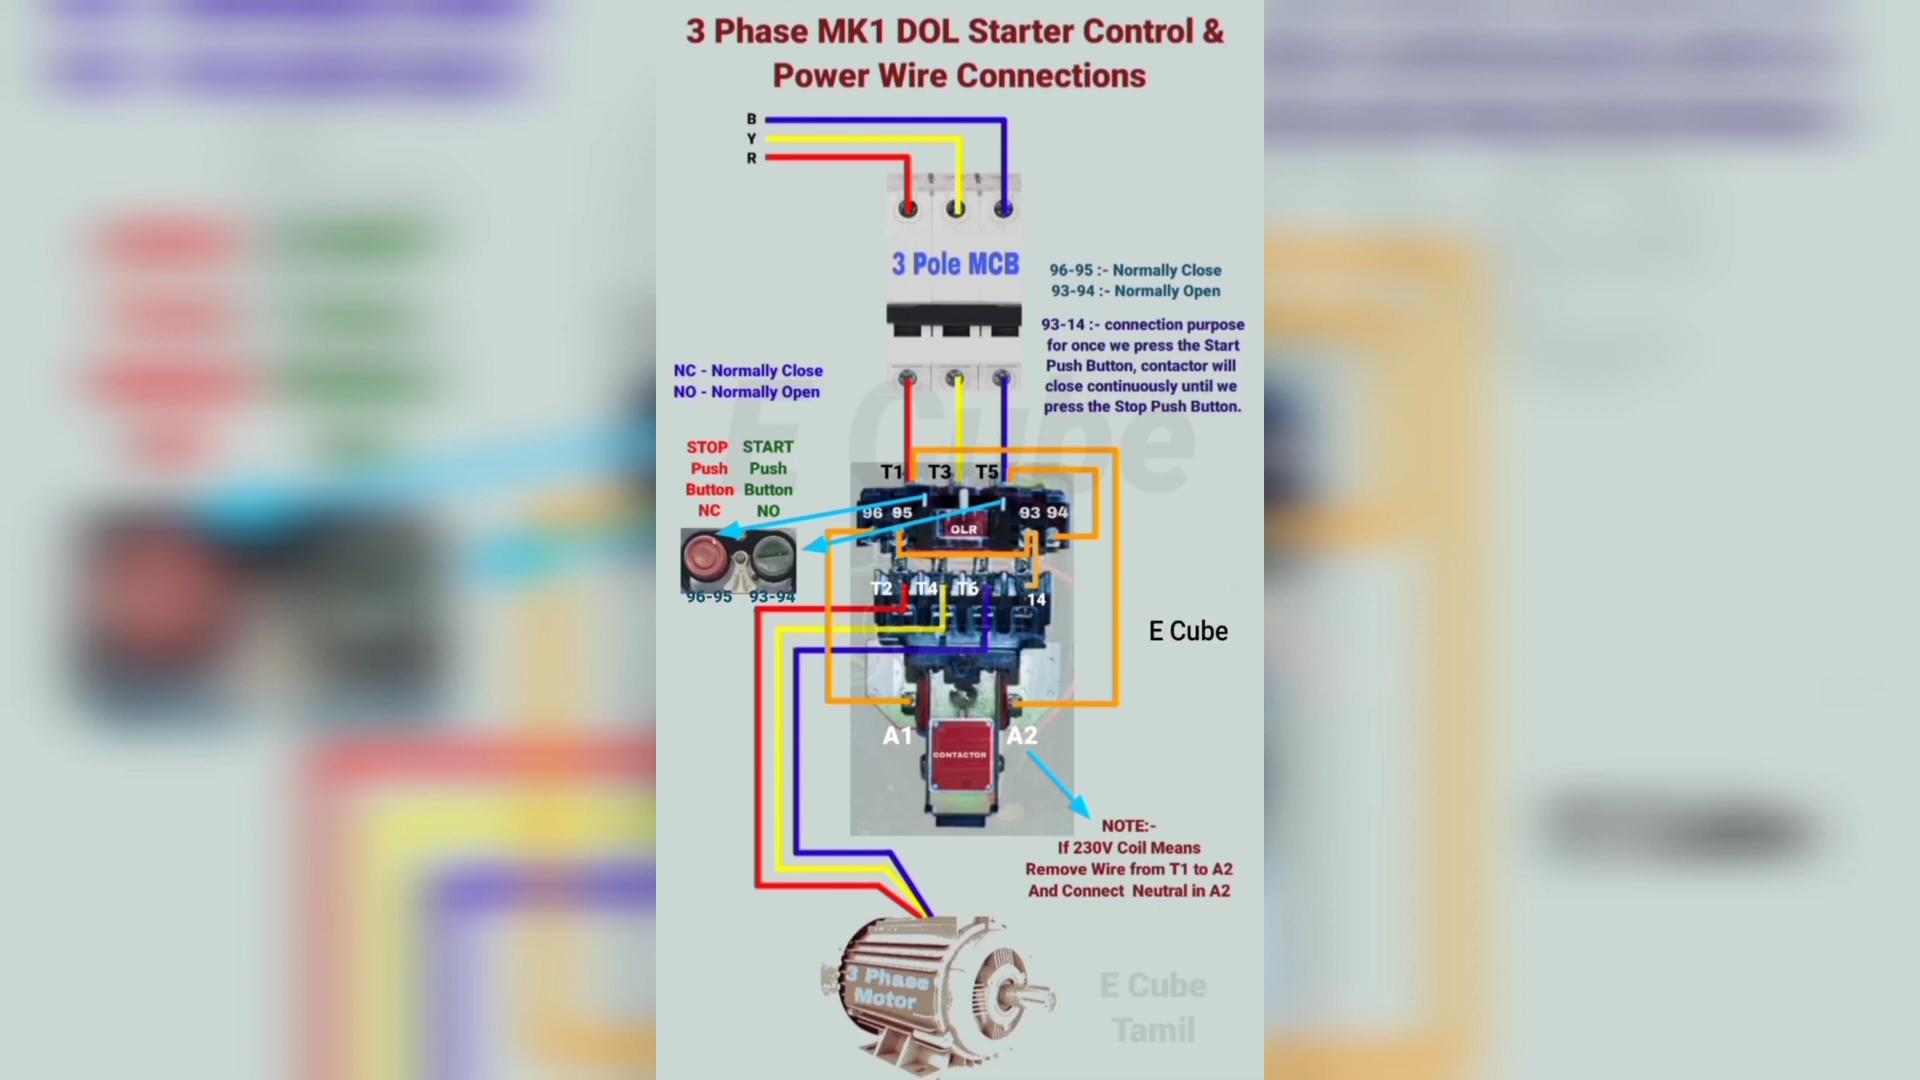 3 Phase MK1 DOL Starter Control &
Power Wire Connections
B
Y
R
3 Pole MCB
96-95 :- Normally Close
93-94 :- Normally Open
93-14 :- connection purpose
for once we press the Start
Push Button, contactor will
close continuously until we
press the Stop Push Button.
NC - Normally Close
NO - Normally Open
E Cube
STOP START
Push Push
Button Button
NC NO
96-95 93-94
T1 T3 T5
96 95 93 94
OLR
T2 T4 T6
14
E Cube
A1 A2
CONTACTOR
NOTE:-
If 230V Coil Means
Remove Wire from T1 to A2
And Connect Neutral in A2
3 Phase
Motor
E Cube
Tamil